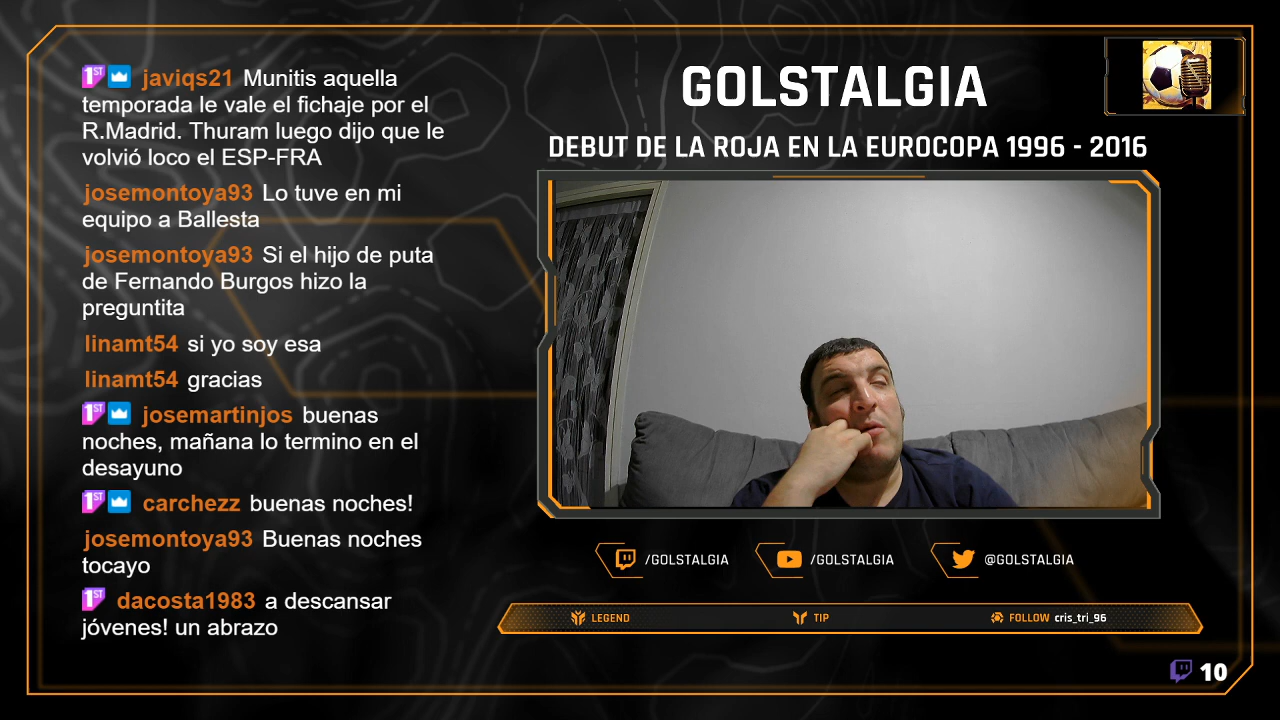 1ST javiqs21 Munitis aquella
temporada le vale el fichaje por el
R.Madrid. Thuram luego dijo que le
volvió loco el ESP-FRA
josemontoya93 Lo tuve en mi
equipo a Ballesta
josemontoya93 Si el hijo de puta
de Fernando Burgos hizo la
preguntita
linamt54 si yo soy esa
linamt54 gracias
1ST josemartinjos buenas
noches, mañana lo termino en el
desayuno
1ST carchezz buenas noches!
josemontoya93 Buenas noches
tocayo
1ST dacosta1983 a descansar
jóvenes! un abrazo
GOLSTALGIA
DEBUT DE LA ROJA EN LA EUROCOPA 1996 - 2016
/GOLSTALGIA /GOLSTALGIA @GOLSTALGIA
LEGEND TIP FOLLOW cris_tri_96
10